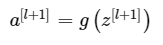 a^{[l+1]} = g(z^{[l+1]})